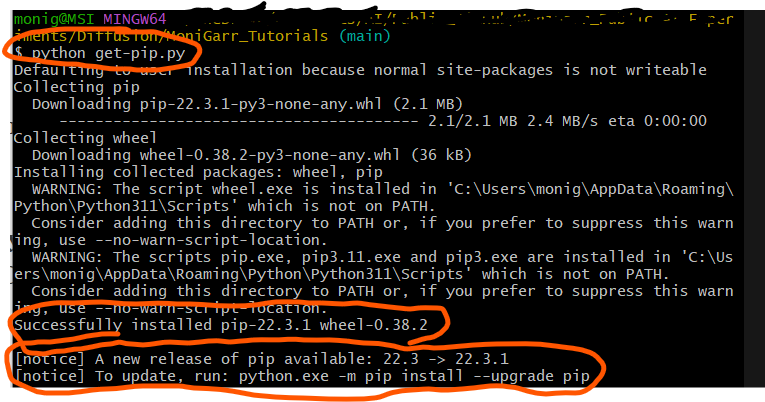 monig@MSI MINGW64
iments/Diffusion/MoniGarr_Tutorials (main)
$ python get-pip.py
Defaulting to user installation because normal site-packages is not writeable
Collecting pip
  Downloading pip-22.3.1-py3-none-any.whl (2.1 MB)
     ---------------------------------------- 2.1/2.1 MB 2.4 MB/s eta 0:00:00
Collecting wheel
  Downloading wheel-0.38.2-py3-none-any.whl (36 kB)
Installing collected packages: wheel, pip
  WARNING: The script wheel.exe is installed in 'C:\Users\monig\AppData\Roaming\
Python\Python311\Scripts' which is not on PATH.
  Consider adding this directory to PATH or, if you prefer to suppress this warn
ing, use --no-warn-script-location.
  WARNING: The scripts pip.exe, pip3.11.exe and pip3.exe are installed in 'C:\Us
ers\monig\AppData\Roaming\Python\Python311\Scripts' which is not on PATH.
  Consider adding this directory to PATH or, if you prefer to suppress this warn
ing, use --no-warn-script-location.
Successfully installed pip-22.3.1 wheel-0.38.2
[notice] A new release of pip available: 22.3 -> 22.3.1
[notice] To update, run: python.exe -m pip install --upgrade pip